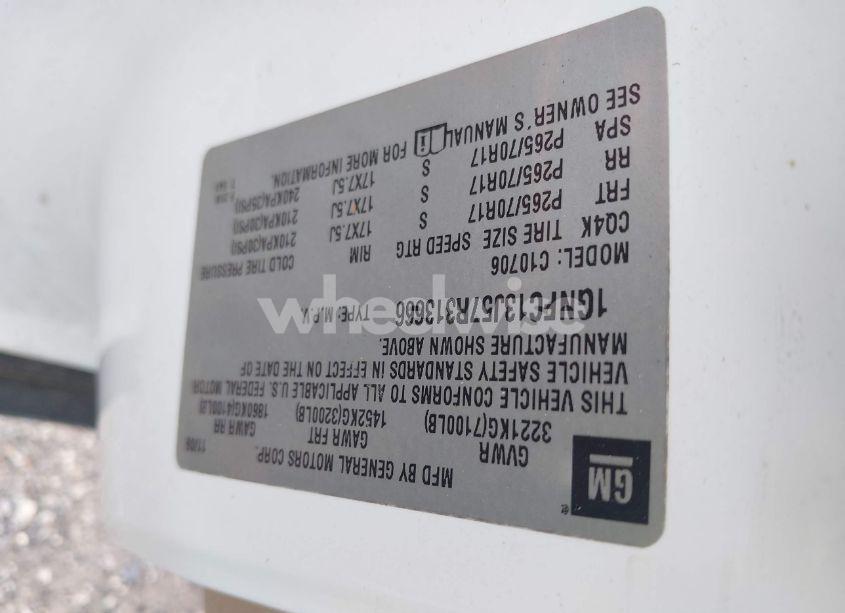 GM
MFD BY GENERAL MOTORS CORP.
11/06
GVWR GAWR FRT GAWR RR
3221KG(7100LB) 1452KG(3200LB) 1860KG(4100LB)
THIS VEHICLE CONFORMS TO ALL APPLICABLE U.S. FEDERAL MOTOR
VEHICLE SAFETY STANDARDS IN EFFECT ON THE DATE OF
MANUFACTURE SHOWN ABOVE.
1GNFC13J57R313666 TYPE: M.P.V.
MODEL: C10706
CQ4K TIRE SIZE SPEED RTG RIM COLD TIRE PRESSURE
FRT P265/70R17 S 17X7.5J 210KPA(30PSI)
RR P265/70R17 S 17X7.5J 210KPA(30PSI)
SPA P265/70R17 S 17X7.5J 240KPA(35PSI)
SEE OWNER'S MANUAL FOR MORE INFORMATION.
wheelwise